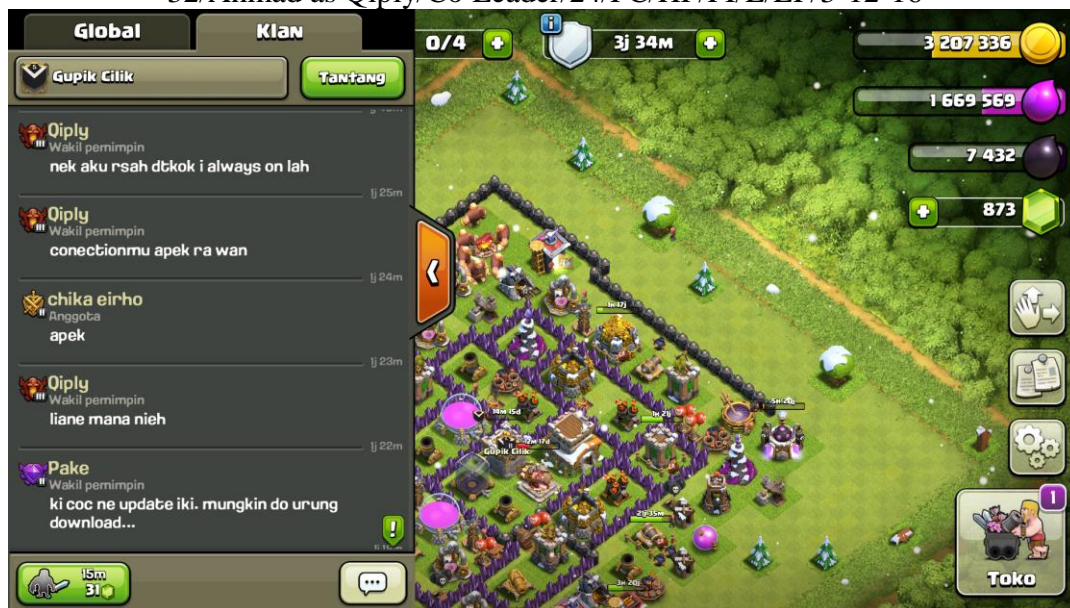 Global
Klan
Gupik Cilik
Tantang
Qiply
Wakil pemimpin
nek aku rsah dtkok i always on lah
1j 25m
Qiply
Wakil pemimpin
conectionmu apek ra wan
1j 24m
chika eirho
Anggota
apek
1j 23m
Qiply
Wakil pemimpin
liane mana nieh
1j 22m
Pake
Wakil pemimpin
ki coc ne update iki. mungkin do urung
download...
15m
31
0/4
3j 34m
3 207 336
1 669 569
7 432
873
14m 15d
Gupik Cilik
1
Toko